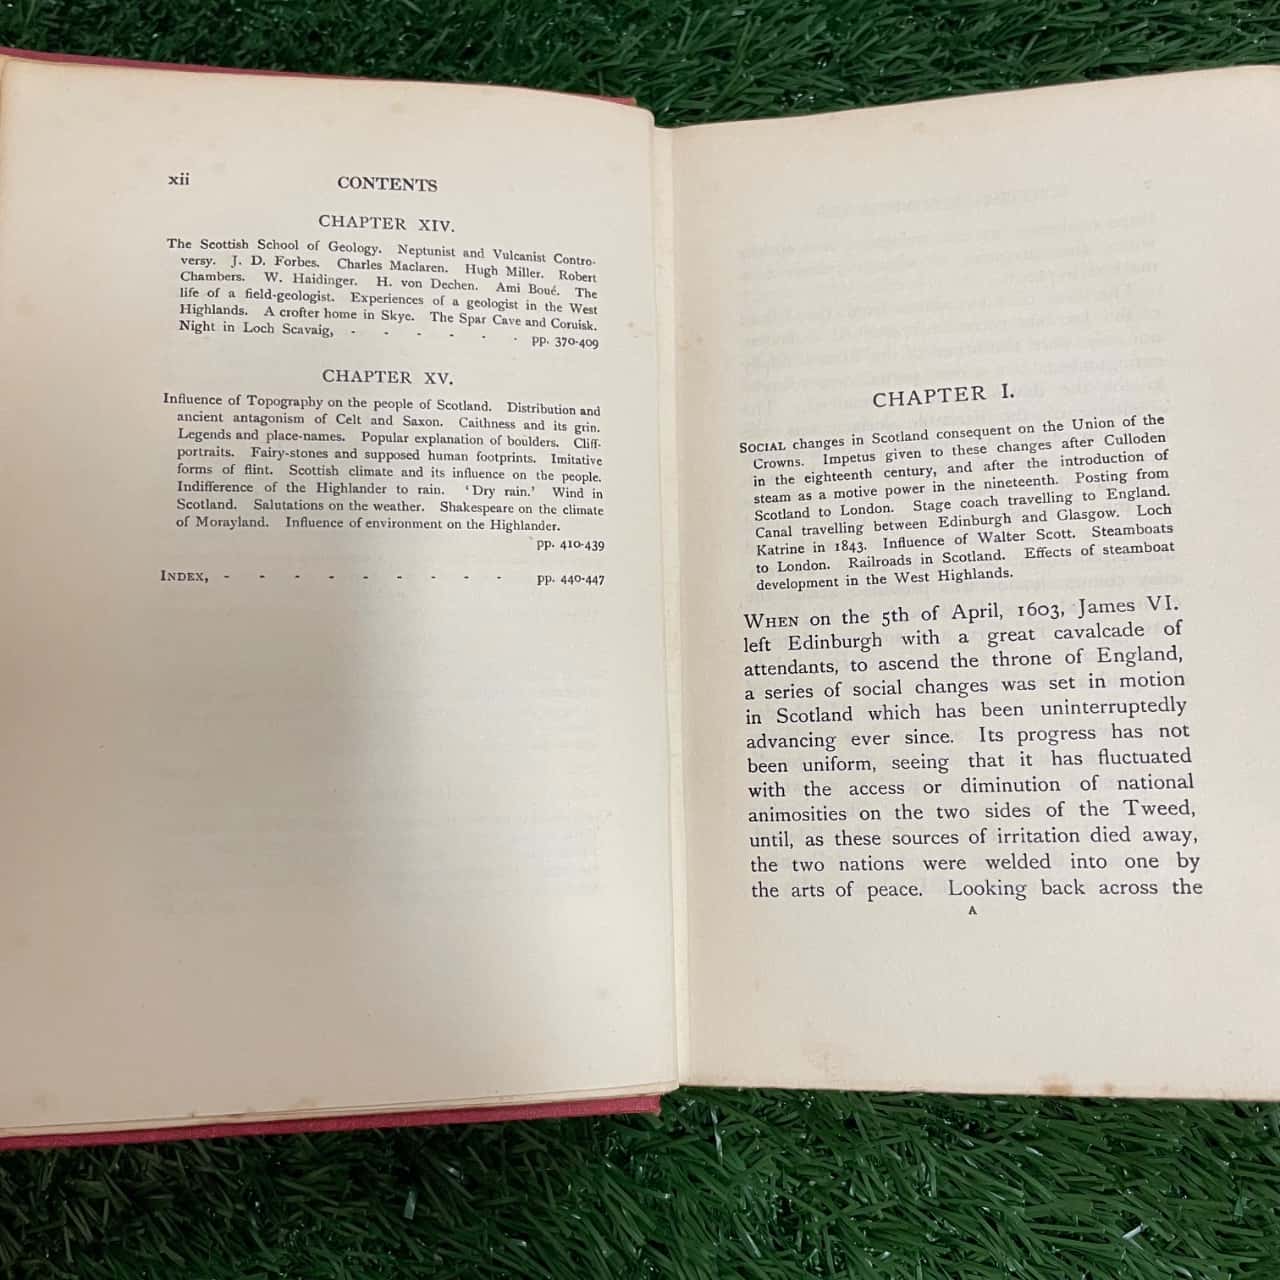 xii
CONTENTS
CHAPTER XIV.
The Scottish School of Geology. Neptunist and Vulcanist Contro-
versy. J. D. Forbes. Charles Maclaren. Hugh Miller. Robert
Chambers. W. Haidinger. H. von Dechen. Ami Boué. The
life of a field-geologist. Experiences of a geologist in the West
Highlands. A crofter home in Skye. The Spar Cave and Coruisk.
Night in Loch Scavaig, - - - - - - pp. 370-409
CHAPTER XV.
Influence of Topography on the people of Scotland. Distribution and
ancient antagonism of Celt and Saxon. Caithness and its grin.
Legends and place-names. Popular explanation of boulders. Cliff-
portraits. Fairy-stones and supposed human footprints. Imitative
forms of flint. Scottish climate and its influence on the people.
Indifference of the Highlander to rain. 'Dry rain.' Wind in
Scotland. Salutations on the weather. Shakespeare on the climate
of Morayland. Influence of environment on the Highlander.
pp. 410-439
INDEX, - - - - - - - - - pp. 440-447
CHAPTER I.
SOCIAL changes in Scotland consequent on the Union of the
Crowns. Impetus given to these changes after Culloden
in the eighteenth century, and after the introduction of
steam as a motive power in the nineteenth. Posting from
Scotland to London. Stage coach travelling to England.
Canal travelling between Edinburgh and Glasgow. Loch
Katrine in 1843. Influence of Walter Scott. Steamboats
to London. Railroads in Scotland. Effects of steamboat
development in the West Highlands.
WHEN on the 5th of April, 1603, James VI.
left Edinburgh with a great cavalcade of
attendants, to ascend the throne of England,
a series of social changes was set in motion
in Scotland which has been uninterruptedly
advancing ever since. Its progress has not
been uniform, seeing that it has fluctuated
with the access or diminution of national
animosities on the two sides of the Tweed,
until, as these sources of irritation died away,
the two nations were welded into one by
the arts of peace. Looking back across the
A